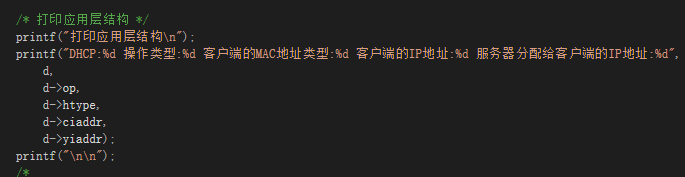 /* 打印应用层结构 */
printf("打印应用层结构\n");
printf("DHCP:%d 操作类型:%d 客户端的MAC地址类型:%d 客户端的IP地址:%d 服务器分配给客户端的IP地址:%d",
d,
d->op,
d->htype,
d->ciaddr,
d->yiaddr);
printf("\n\n");
/*